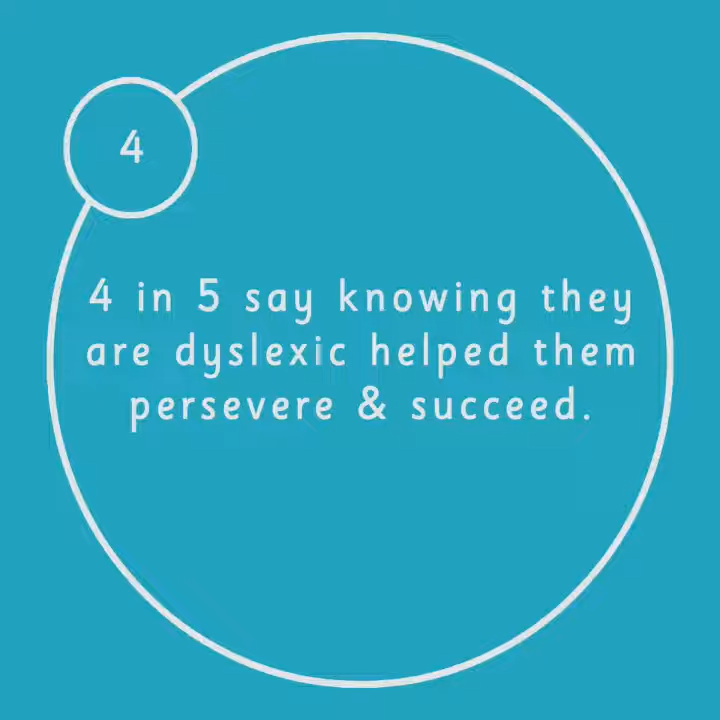 4
4 in 5 say knowing they
are dyslexic helped them
persevere & succeed.